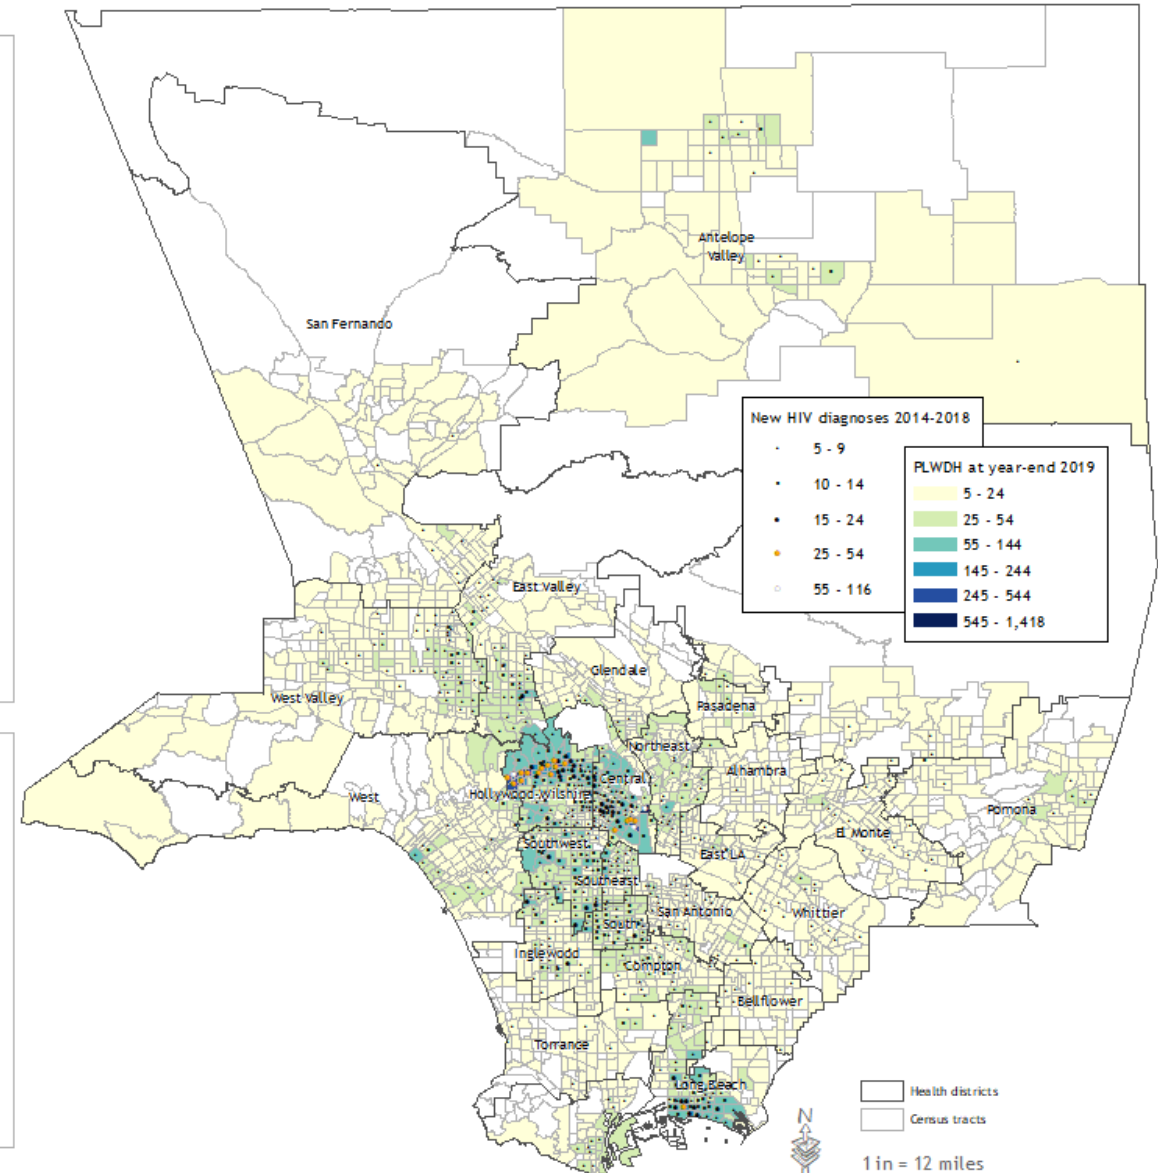 Antelope
Valley
San Fernando
New HIV diagnoses 2014-2018
5 - 9
10 - 14
15 - 24
25 - 54
55 - 116
PLWDH at year-end 2019
5 - 24
25 - 54
55 - 144
145 - 244
245 - 544
545 - 1,418
East Valley
Glendale
West Valley
Pasadena
Northeast
Alhambra
Central
West
Hollywood-Wilshire
Pomona
El Monte
Southwest
East LA
Southeast
San Antonio
Whittier
South
Inglewood
Compton
Bellflower
Torrance
Long Beach
Health districts
Census tracts
N
1 in = 12 miles